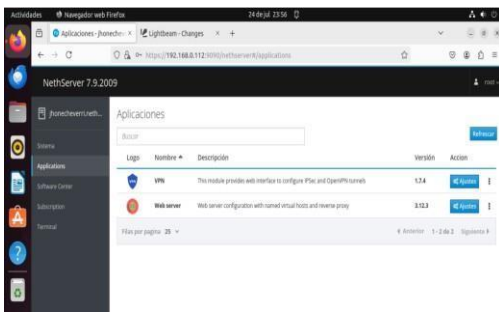 Actividades Navegador web Firefox 24 de jul 23:56
Aplicaciones - jhonechev × Lightbeam - Changes × +
https://192.168.0.112:9090/nethserver#/applications
NethServer 7.9.2009 root
jhonecheverri.neth...
Sistema
Applications
Software Center
Subscription
Terminal
Aplicaciones
Buscar
Refrescar
Logo Nombre Descripción Versión Accion
VPN This module provides web interface to configure IPSec and OpenVPN tunnels 1.7.4 Ajustes
Web server Web server configuration with named virtual hosts and reverse proxy 3.12.3 Ajustes
Filas por pagina 25 Anterior 1 - 2 de 2 Siguiente